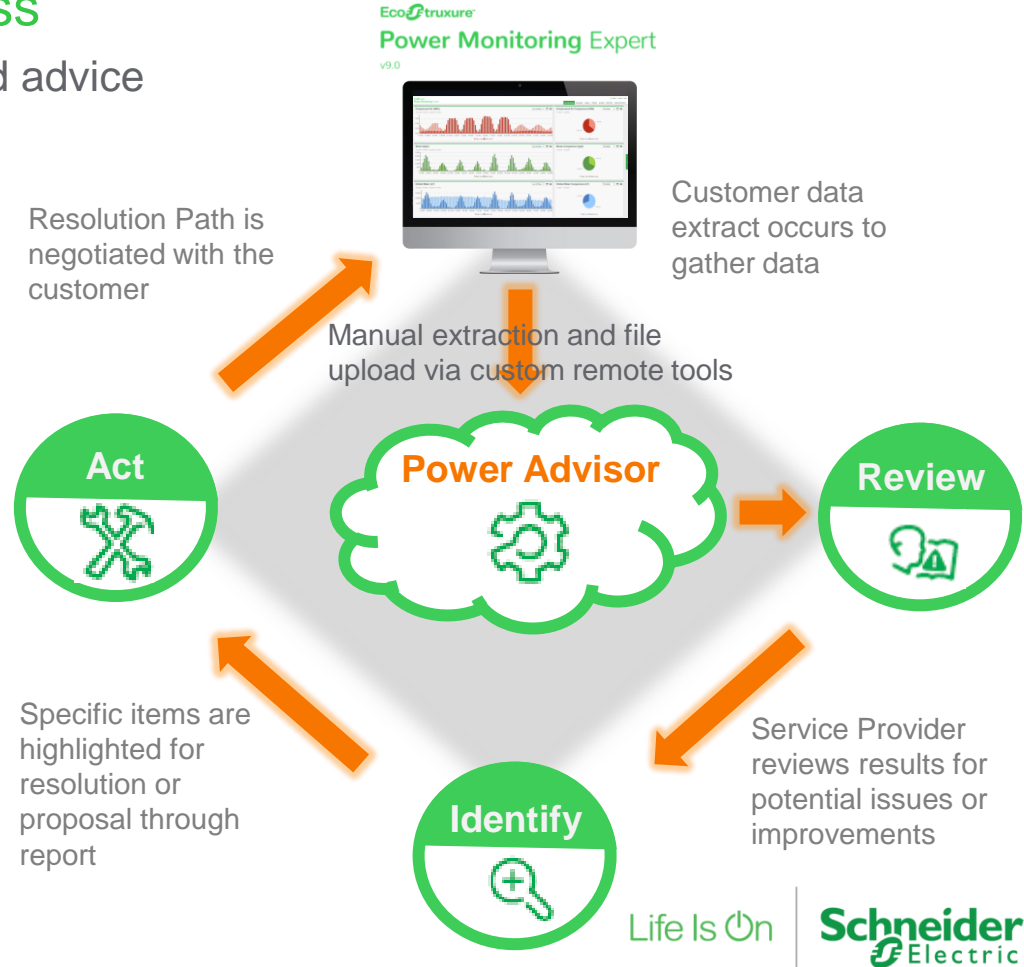 ss
d advice
EcoStruxure
Power Monitoring Expert
v9.0
Resolution Path is
negotiated with the
customer
Customer data
extract occurs to
gather data
Manual extraction and file
upload via custom remote tools
Act
Power Advisor
Review
Specific items are
highlighted for
resolution or
proposal through
report
Identify
Service Provider
reviews results for
potential issues or
improvements
Life Is On
Schneider
Electric